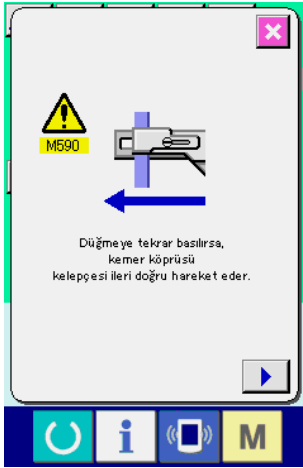 M590
Düğmeye tekrar basılırsa,
kemer köprüsü
kelepçesi ileri doğru hareket eder.
i
M